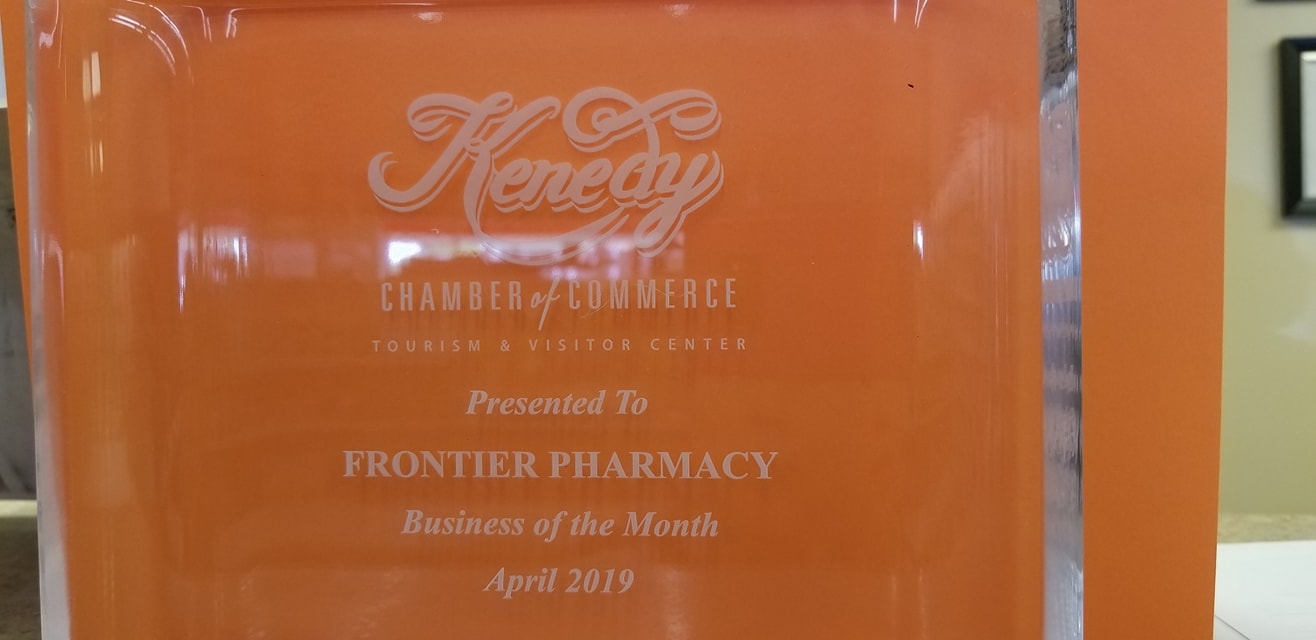 Kenedy
CHAMBER of COMMERCE
TOURISM & VISITOR CENTER
Presented To
FRONTIER PHARMACY
Business of the Month
April 2019